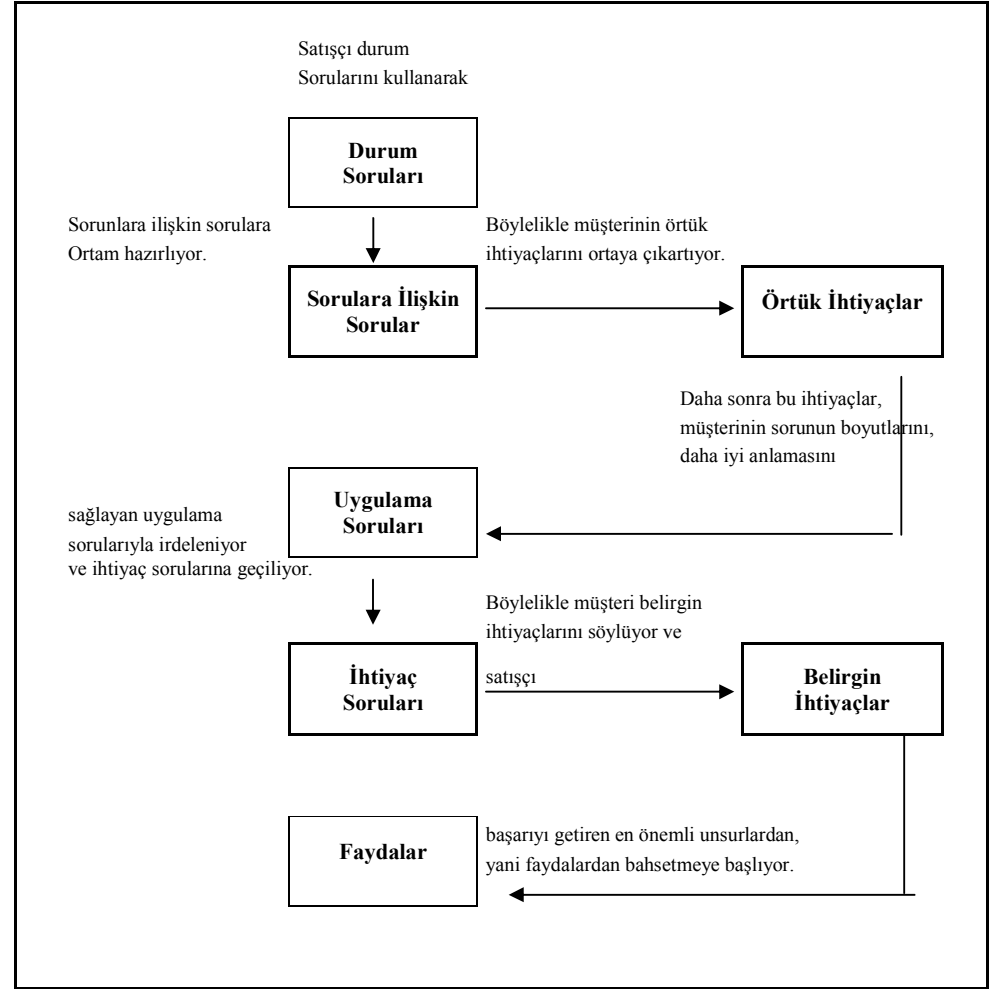 Satışçı durum
Sorularını kullanarak
Durum
Soruları
Sorunlara ilişkin sorulara
Ortam hazırlıyor.
Böylelikle müşterinin örtük
ihtiyaçlarını ortaya çıkartıyor.
Sorulara İlişkin
Sorular
Örtük İhtiyaçlar
Daha sonra bu ihtiyaçlar,
müşterinin sorunun boyutlarını,
daha iyi anlamasını
Uygulama
Soruları
sağlayan uygulama
sorularıyla irdeleniyor
ve ihtiyaç sorularına geçiliyor.
Böylelikle müşteri belirgin
ihtiyaçlarını söylüyor ve
satışçı
İhtiyaç
Soruları
Belirgin
İhtiyaçlar
Faydalar
başarıyı getiren en önemli unsurlardan,
yani faydalardan bahsetmeye başlıyor.